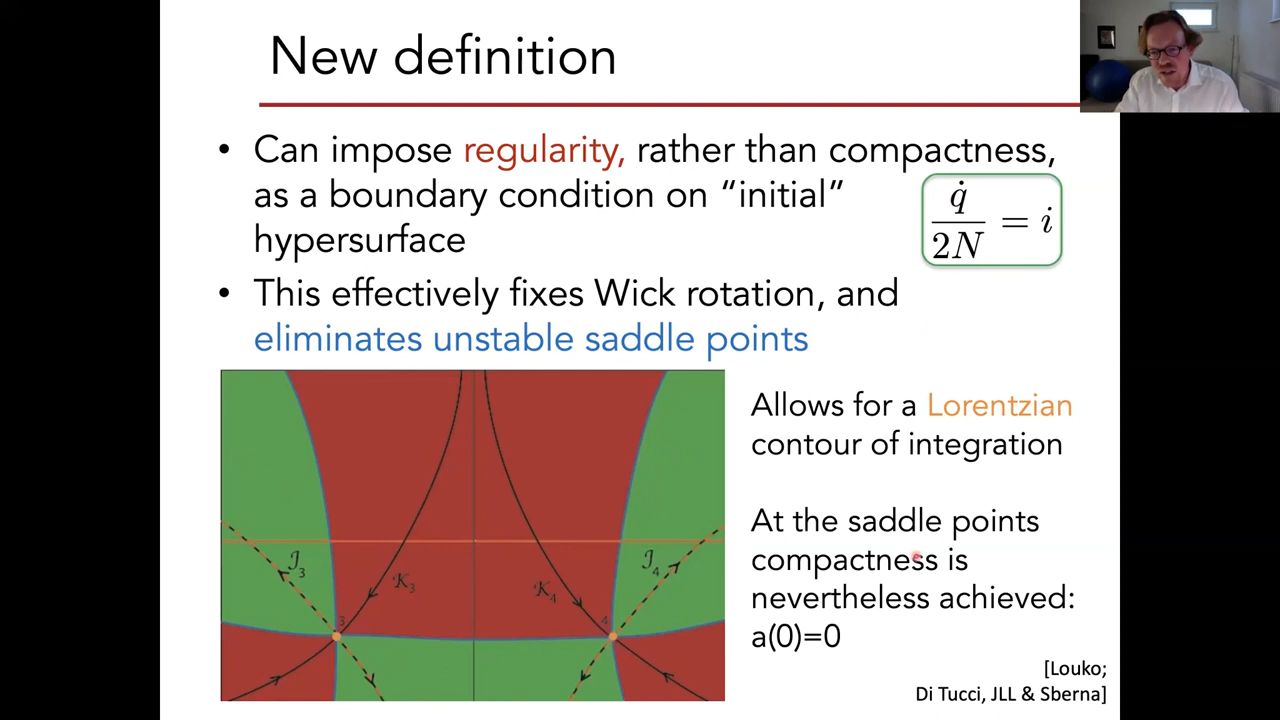 New definition
• Can impose regularity, rather than compactness,
as a boundary condition on “initial”
hypersurface
q̇/2N = i
• This effectively fixes Wick rotation, and
eliminates unstable saddle points
𝒥3
𝒦3
𝒦4
𝒥4
3
4
Allows for a Lorentzian
contour of integration
At the saddle points
compactness is
nevertheless achieved:
a(0)=0
[Louko;
Di Tucci, JLL & Sberna]